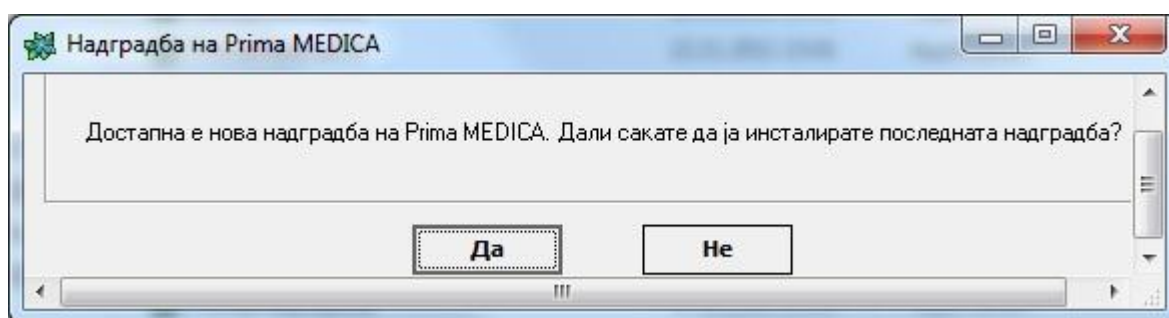 Надградба на Prima MEDICA
Достапна е нова надградба на Prima MEDICA. Дали сакате да ја инсталирате последната надградба?
Да Не